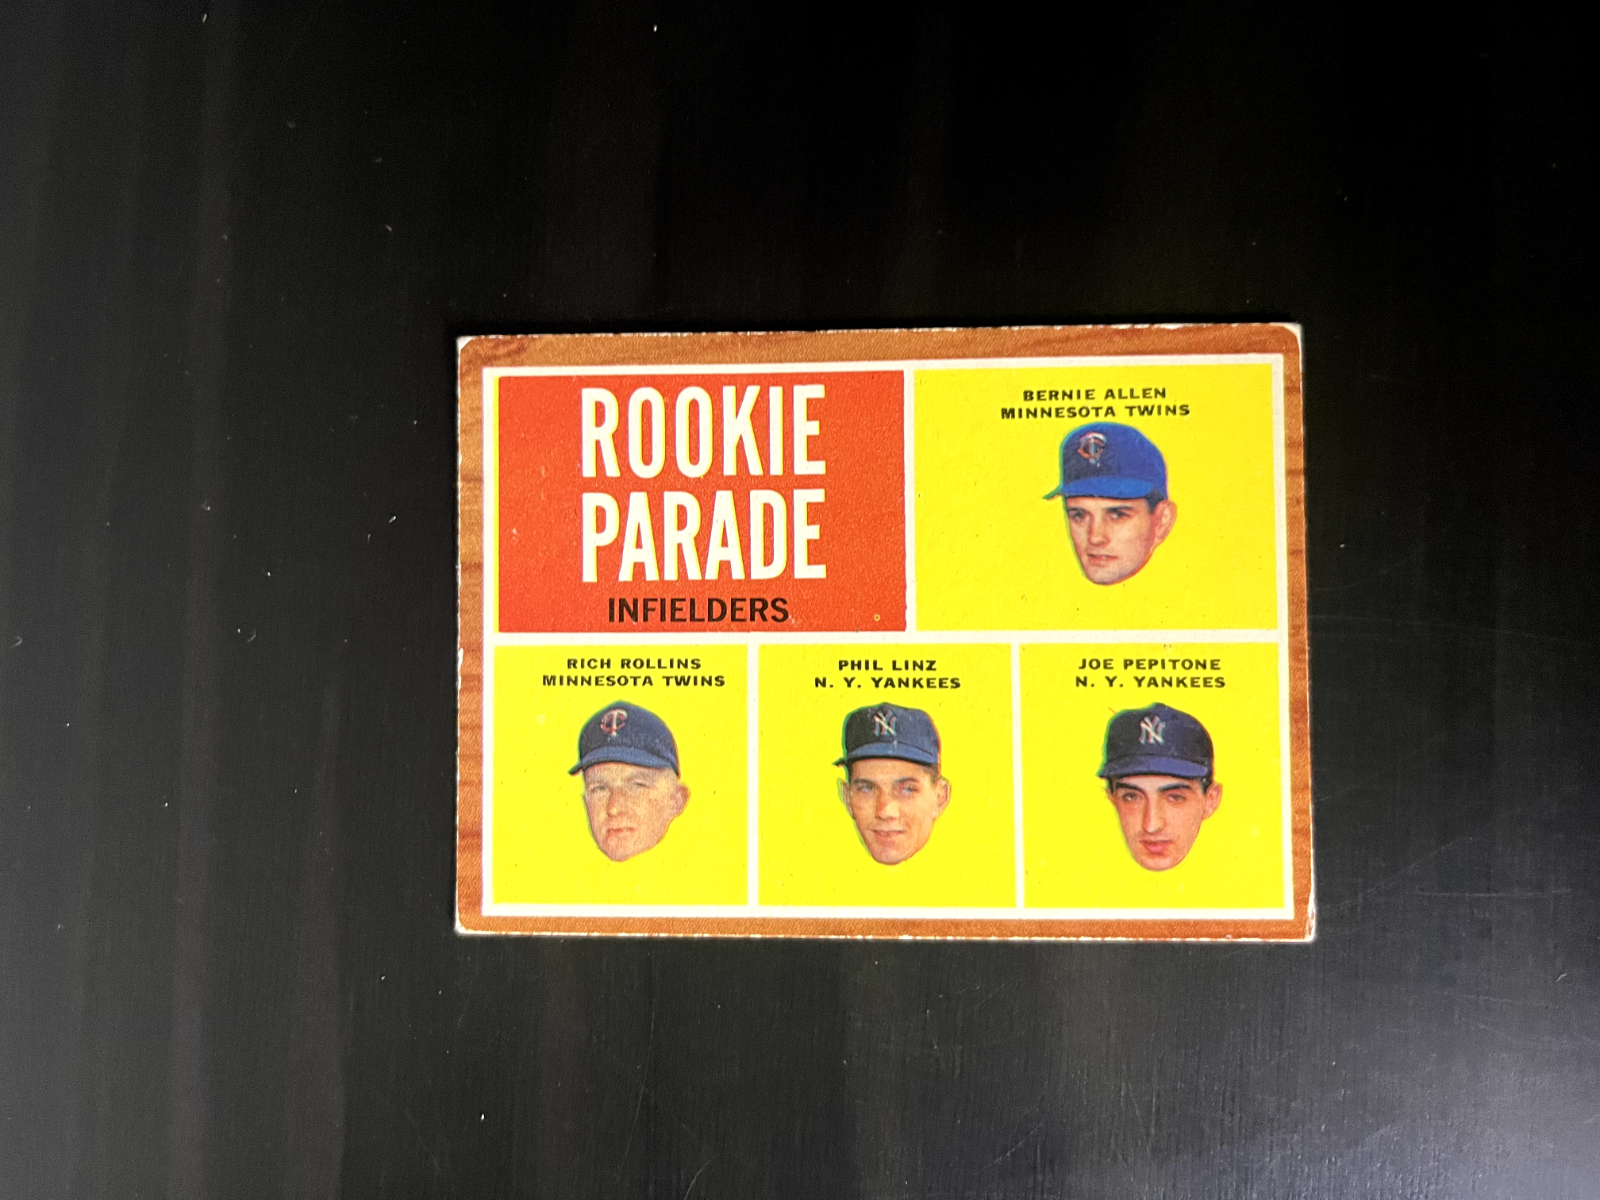 ROOKIE
PARADE
INFIELDERS
BERNIE ALLEN
MINNESOTA TWINS
RICH ROLLINS
MINNESOTA TWINS
PHIL LINZ
N. Y. YANKEES
JOE PEPITONE
N. Y. YANKEES